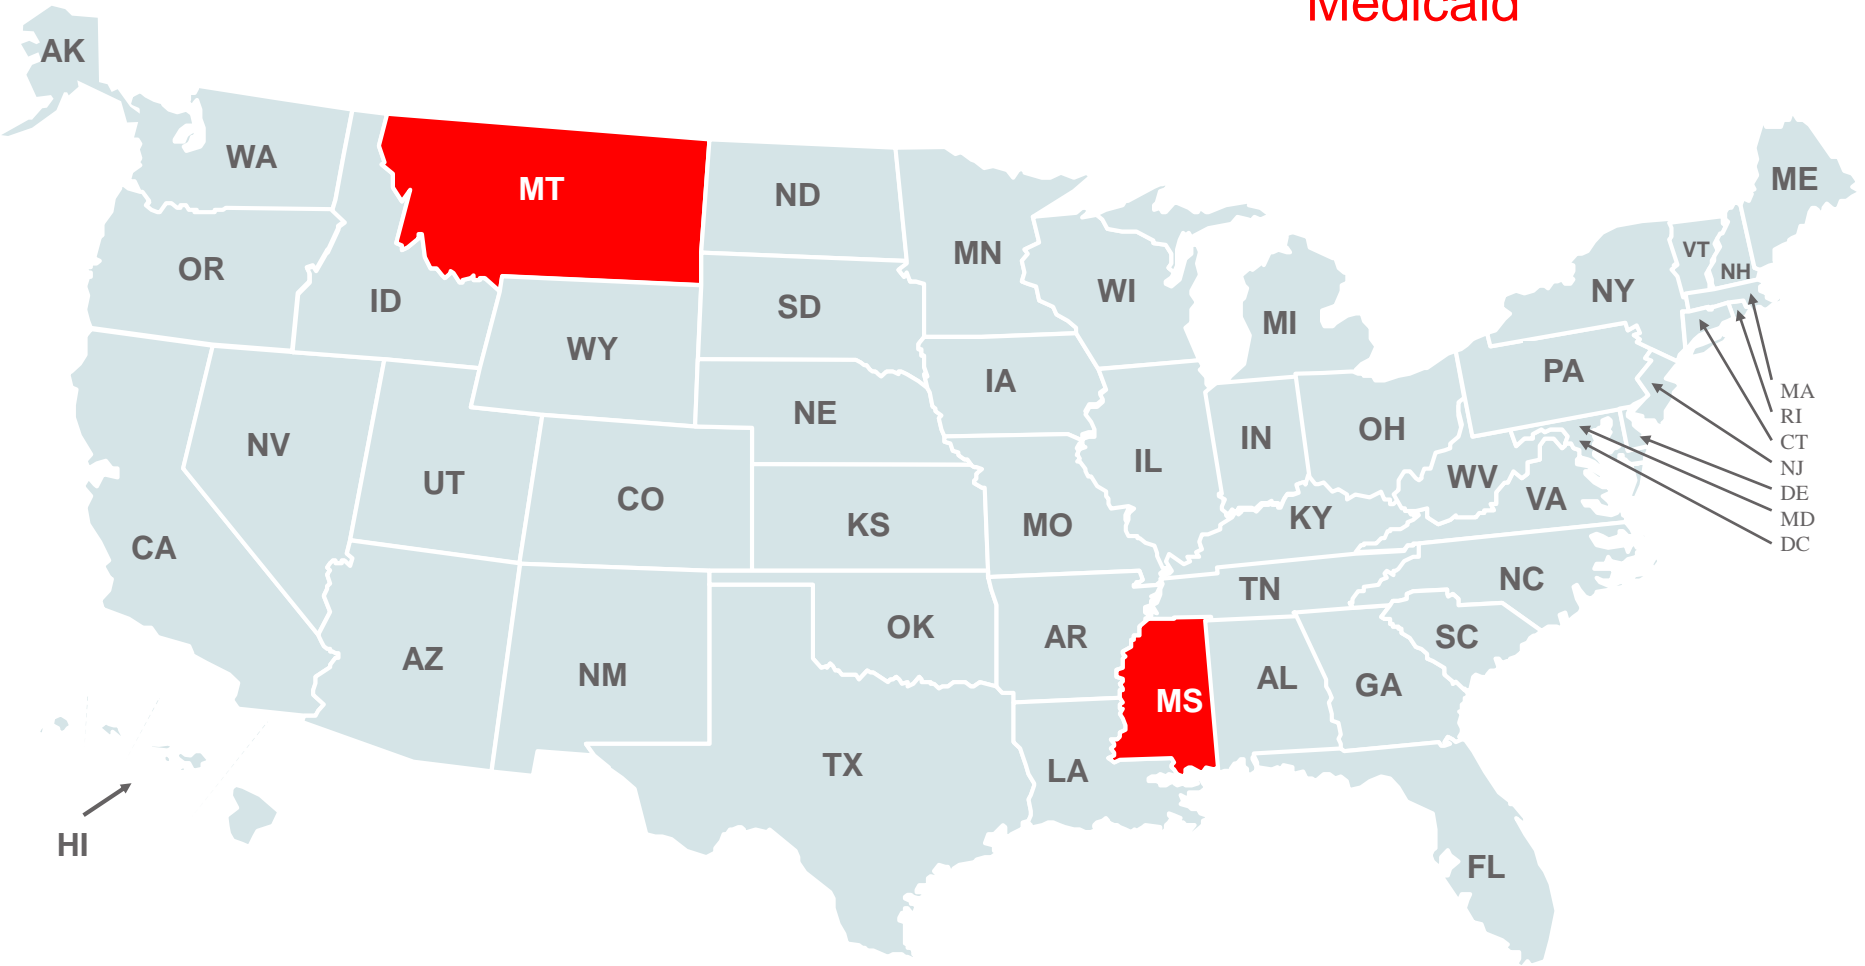 Medicaid
AK
WA
MT
ND
MN
ME
OR
ID
SD
WI
MI
NY
VT
NH
WY
IA
PA
NE
MA
RI
CT
NJ
DE
MD
DC
NV
UT
CO
KS
MO
IL
IN
OH
WV
VA
KY
CA
AZ
NM
OK
AR
TN
NC
SC
MS
AL
GA
TX
LA
FL
HI